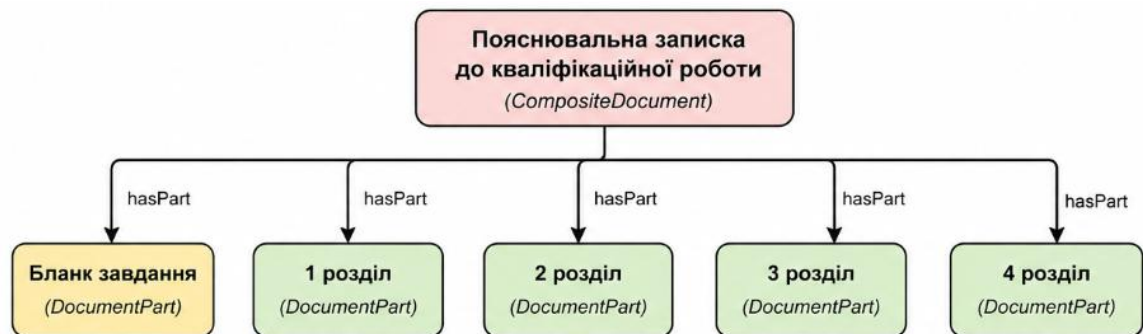 Пояснювальна записка
до кваліфікаційної роботи
(CompositeDocument)
hasPart
hasPart
hasPart
hasPart
hasPart
Бланк завдання
(DocumentPart)
1 розділ
(DocumentPart)
2 розділ
(DocumentPart)
3 розділ
(DocumentPart)
4 розділ
(DocumentPart)